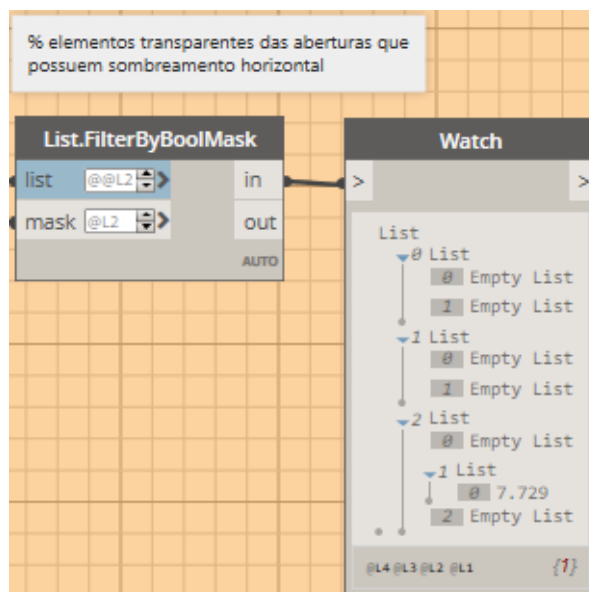 % elementos transparentes das aberturas que
possuem sombreamento horizontal
List.FilterByBoolMask
list @@L2 > in
mask @L2 > out
AUTO
Watch
> >
List
0 List
0 Empty List
1 Empty List
1 List
0 Empty List
1 Empty List
2 List
0 Empty List
1 List
0 7.729
2 Empty List
@L4 @L3 @L2 @L1 {1}